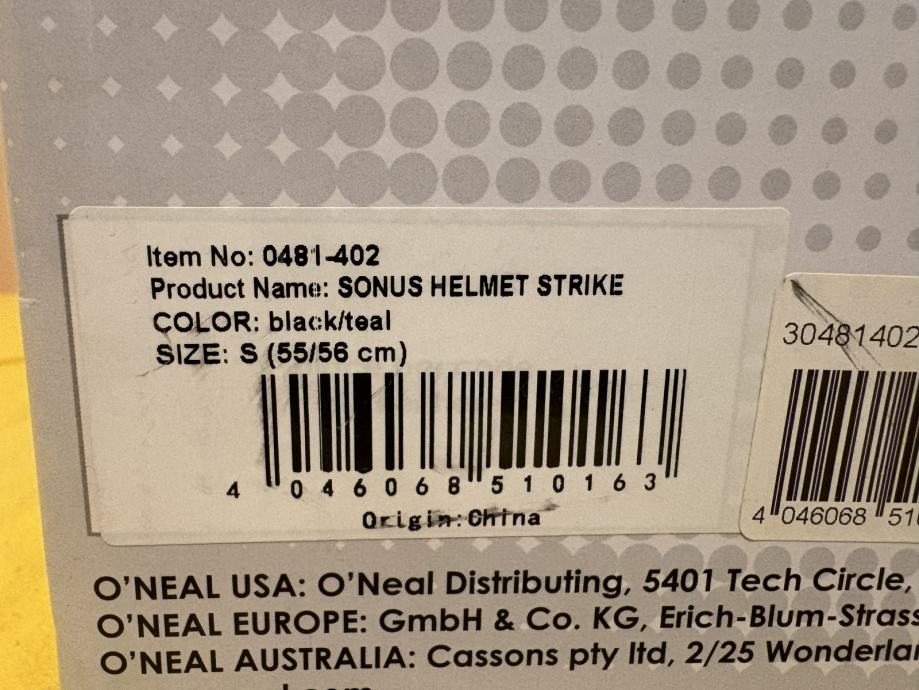 Item No: 0481-402
Product Name: SONUS HELMET STRIKE
COLOR: black/teal
SIZE: S (55/56 cm)
4 046068 510163
Origin:China
30481402
4 046068 510
O'NEAL USA: O'Neal Distributing, 5401 Tech Circle,
O'NEAL EUROPE: GmbH & Co. KG, Erich-Blum-Strass
O'NEAL AUSTRALIA: Cassons pty ltd, 2/25 Wonderlan